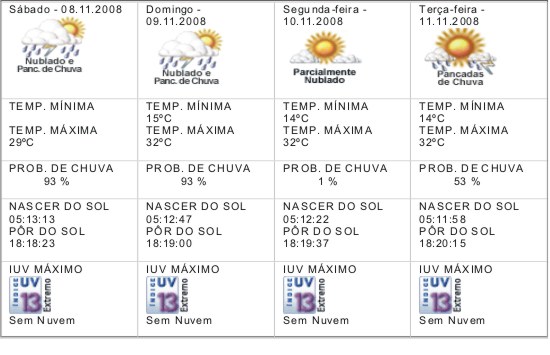 Sábado - 08.11.2008
Nublado e
Panc. de Chuva
TEMP. MÍNIMA
TEMP. MÁXIMA
29ºC
PROB. DE CHUVA
93 %
NASCER DO SOL
05:13:13
PÔR DO SOL
18:18:23
IUV MÁXIMO
ÍNDICE UV 13 Extremo
Sem Nuvem
Domingo -
09.11.2008
Nublado e
Panc. de Chuva
TEMP. MÍNIMA
15ºC
TEMP. MÁXIMA
32ºC
PROB. DE CHUVA
93 %
NASCER DO SOL
05:12:47
PÔR DO SOL
18:19:00
IUV MÁXIMO
ÍNDICE UV 13 Extremo
Sem Nuvem
Segunda-feira -
10.11.2008
Parcialmente
Nublado
TEMP. MÍNIMA
14ºC
TEMP. MÁXIMA
32ºC
PROB. DE CHUVA
1 %
NASCER DO SOL
05:12:22
PÔR DO SOL
18:19:37
IUV MÁXIMO
ÍNDICE UV 13 Extremo
Sem Nuvem
Terça-feira -
11.11.2008
Pancadas
de Chuva
TEMP. MÍNIMA
14ºC
TEMP. MÁXIMA
32ºC
PROB. DE CHUVA
53 %
NASCER DO SOL
05:11:58
PÔR DO SOL
18:20:15
IUV MÁXIMO
ÍNDICE UV 13 Extremo
Sem Nuvem